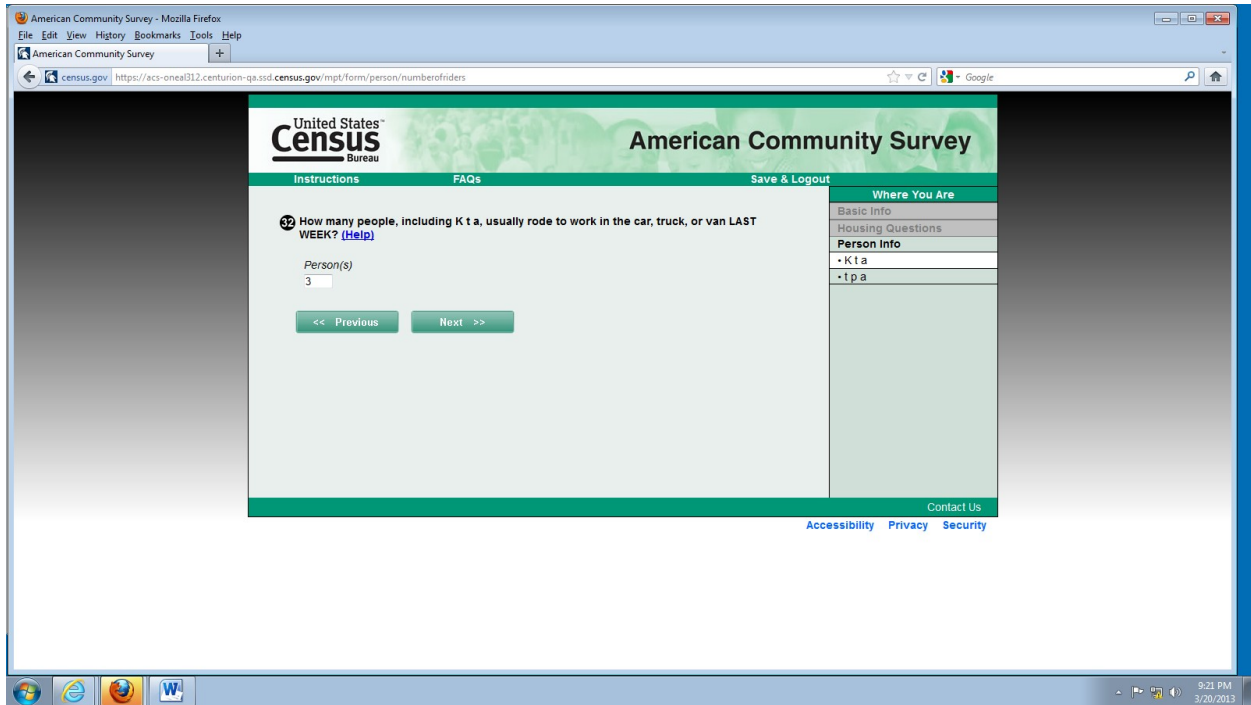 American Community Survey - Mozilla Firefox
File Edit View History Bookmarks Tools Help
American Community Survey +
census.gov https://acs-oneal312.centurion-qa.ssd.census.gov/mpt/form/person/numberofriders Google
United States™
Census
Bureau
American Community Survey
Instructions FAQs Save & Logout
Where You Are
Basic Info
Housing Questions
Person Info
• K t a
• t p a
32 How many people, including K t a, usually rode to work in the car, truck, or van LAST
WEEK? (Help)
Person(s)
3
<< Previous Next >>
Contact Us
Accessibility Privacy Security
9:21 PM
3/20/2013